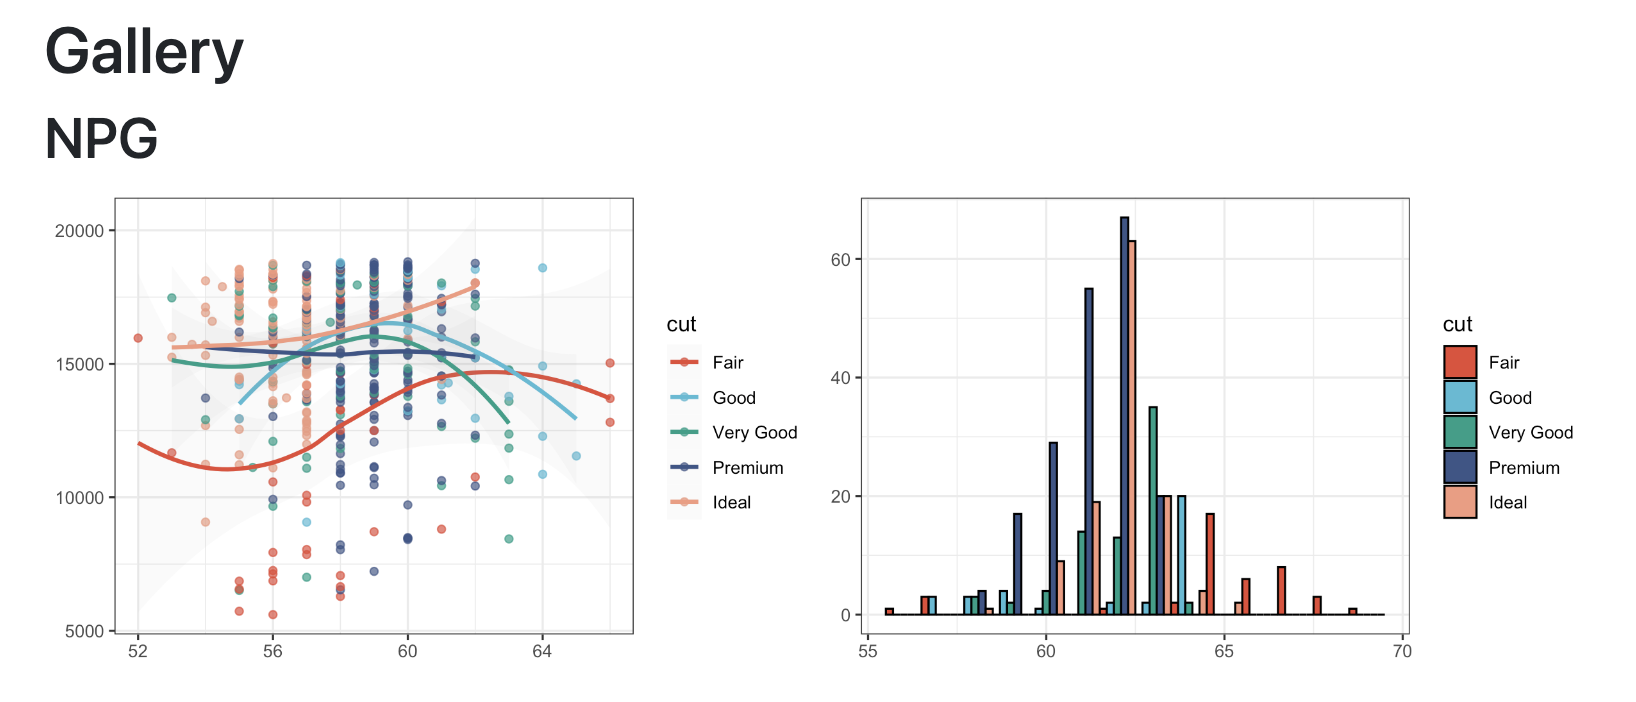 Gallery
NPG
20000
15000
10000
5000
52 56 60 64
cut
Fair
Good
Very Good
Premium
Ideal
60
40
20
0
55 60 65 70
cut
Fair
Good
Very Good
Premium
Ideal